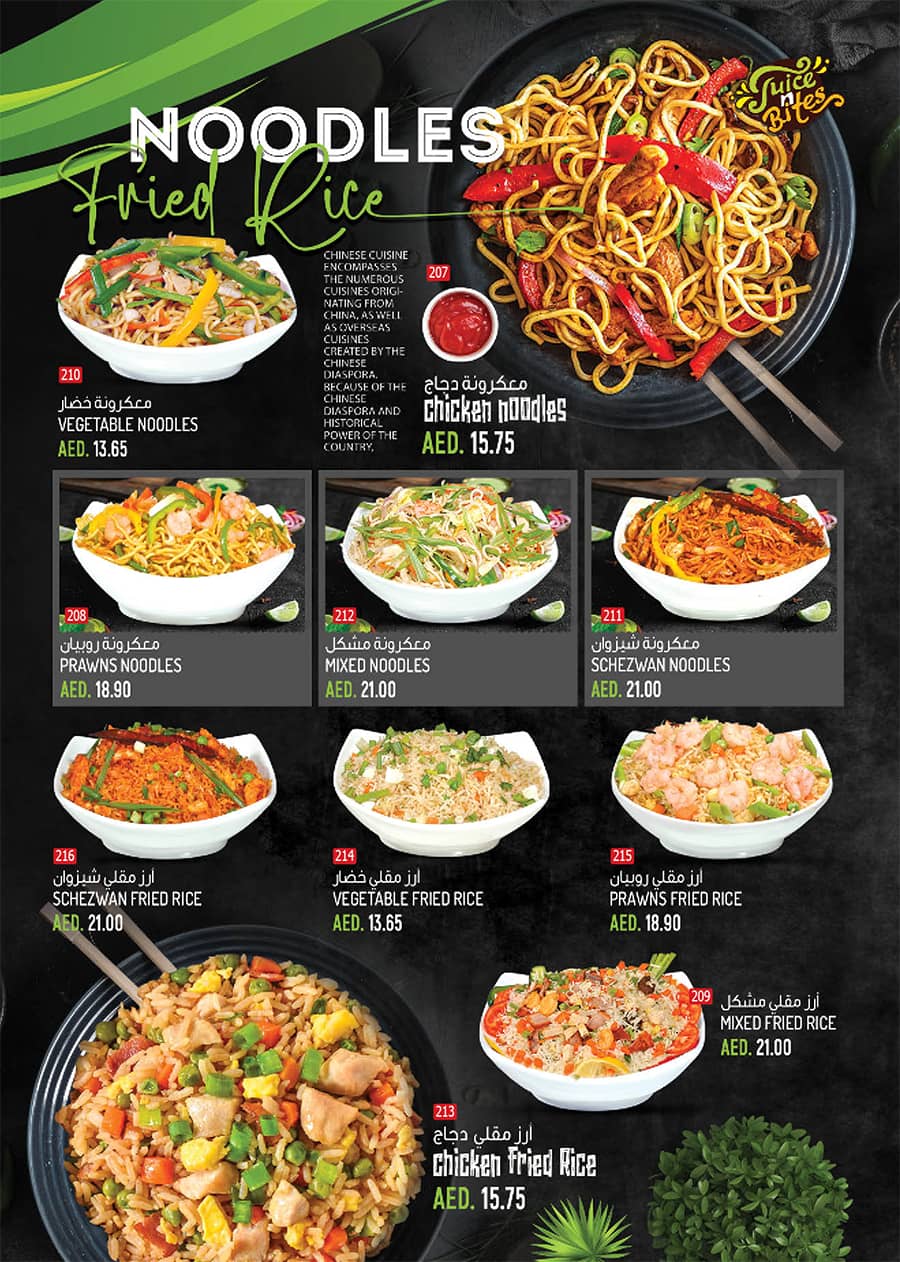 NOODLES
Fried Rice
Juice
n
Bites
CHINESE CUISINE
ENCOMPASSES
THE NUMEROUS
CUISINES ORIGI-
NATING FROM
CHINA, AS WELL
AS OVERSEAS
CUISINES
CREATED BY THE
CHINESE
DIASPORA.
BECAUSE OF THE
CHINESE
DIASPORA AND
HISTORICAL
POWER OF THE
COUNTRY,
207
معكرونة دجاج
chicken noodles
AED. 15.75
210
معكرونة خضار
VEGETABLE NOODLES
AED. 13.65
208
معكرونة روبيان
PRAWNS NOODLES
AED. 18.90
212
معكرونة مشكل
MIXED NOODLES
AED. 21.00
211
معكرونة شيزوان
SCHEZWAN NOODLES
AED. 21.00
216
أرز مقلي شيزوان
SCHEZWAN FRIED RICE
AED. 21.00
214
أرز مقلي خضار
VEGETABLE FRIED RICE
AED. 13.65
215
أرز مقلي روبيان
PRAWNS FRIED RICE
AED. 18.90
209
أرز مقلي مشكل
MIXED FRIED RICE
AED. 21.00
213
أرز مقلي دجاج
chicken Fried Rice
AED. 15.75